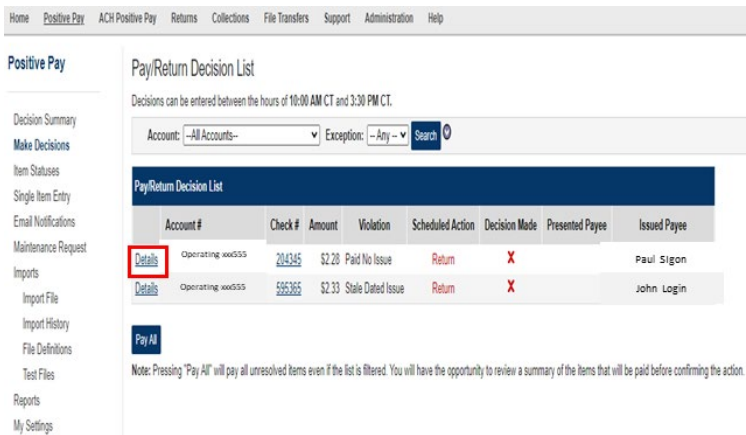 Home Positive Pay ACH Positive Pay Returns Collections File Transfers Support Administration Help
Positive Pay
Decision Summary
Make Decisions
Item Statuses
Single Item Entry
Email Notifications
Maintenance Request
Imports
Import File
Import History
File Definitions
Test Files
Reports
My Settings
Pay/Return Decision List
Decisions can be entered between the hours of 10:00 AM CT and 3:30 PM CT.
Account: --All Accounts-- Exception: -- Any -- Search
Pay/Return Decision List
Account # Check # Amount Violation Scheduled Action Decision Made Presented Payee Issued Payee
Details Operating xxx555 204345 $2.28 Paid No Issue Return X Paul Sigon
Details Operating xxx555 595365 $2.33 Stale Dated Issue Return X John Login
Pay All
Note: Pressing "Pay All" will pay all unresolved items even if the list is filtered. You will have the opportunity to review a summary of the items that will be paid before confirming the action.